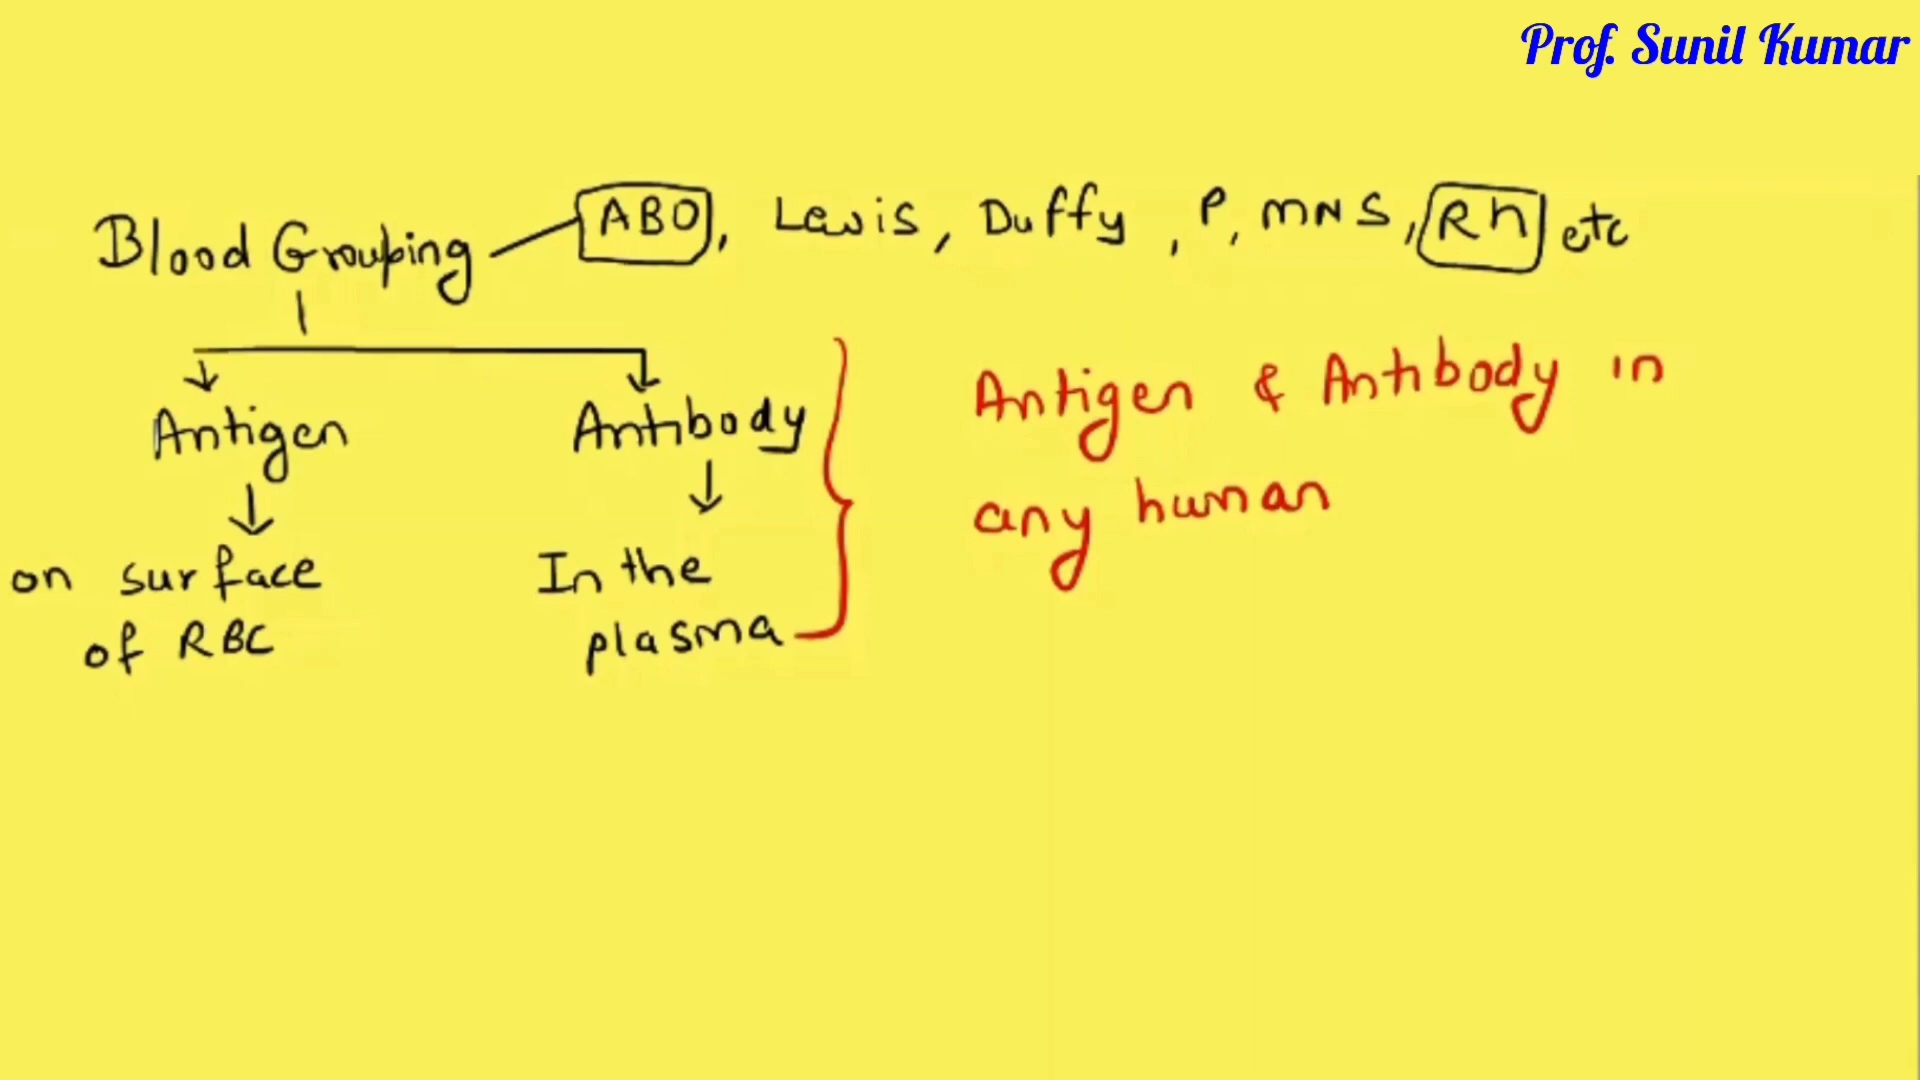 Prof. Sunil Kumar
Blood Grouping — ABO, Lewis, Duffy, P, MNS, Rh etc
Antigen Antibody
Antigen & Antibody in
any human
on surface
of RBC
In the
plasma